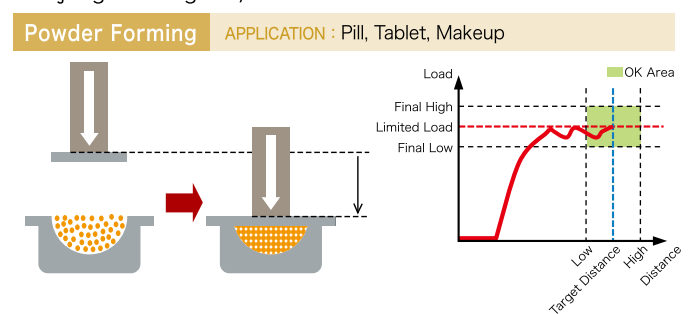 Powder Forming
APPLICATION : Pill, Tablet, Makeup
Load
OK Area
Final High
Limited Load
Final Low
Low
Target Distance
High
Distance